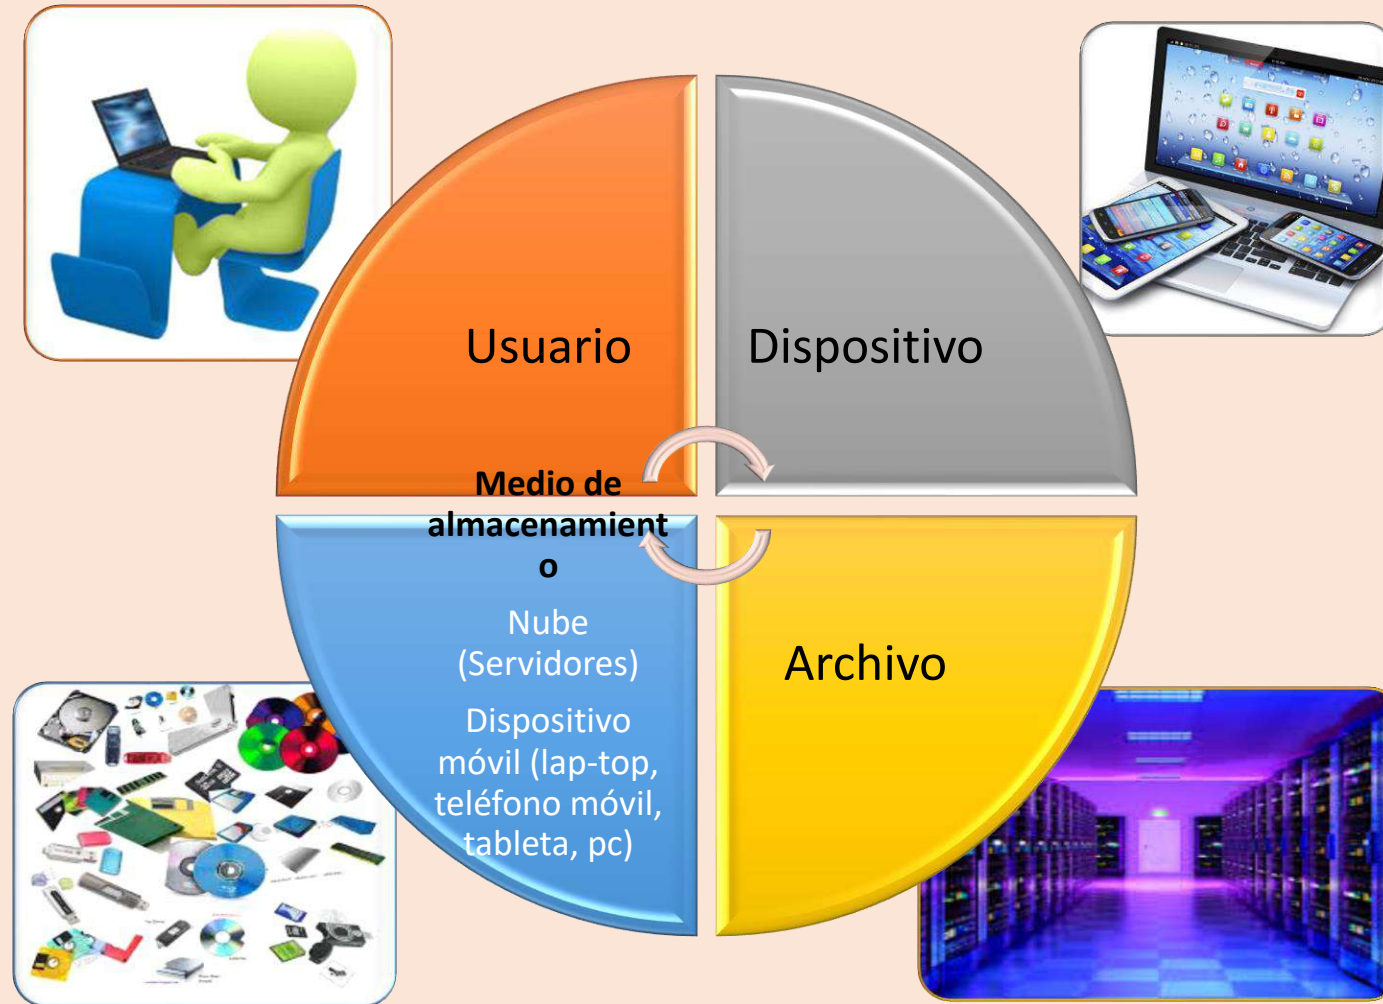 Usuario
Dispositivo
Medio de
almacenamient
o
Nube
(Servidores)
Dispositivo
móvil (lap-top,
teléfono móvil,
tableta, pc)
Archivo